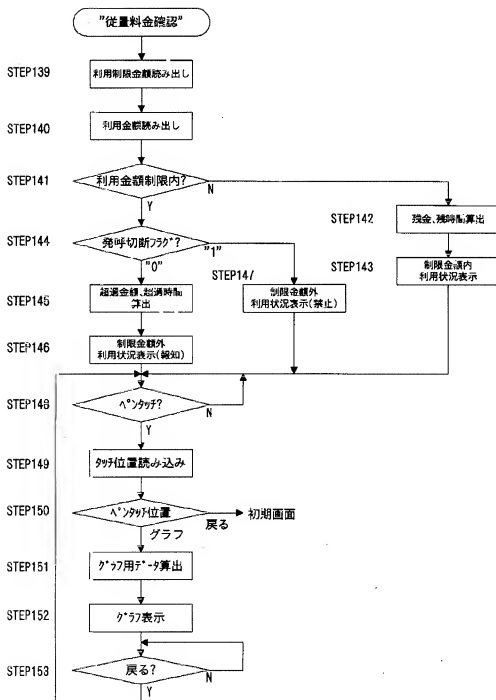 "従量料金確認"
STEP139
利用制限金額読み出し
STEP140
利用金額読み出し
STEP141
利用金額制限内?
N
Y
STEP142
残金、残時間算出
STEP143
制限金額内
利用状況表示
STEP144
発呼切断フラグ?
"0"
"1"
STEP147
制限金額外
利用状況表示(禁止)
STEP145
超過金額、超過時間
算出
STEP146
制限金額外
利用状況表示(報知)
STEP148
ペンタッチ?
N
Y
STEP149
タッチ位置読み込み
STEP150
ペンタッチ位置
戻る
初期画面
グラフ
STEP151
グラフ用データ算出
STEP152
グラフ表示
STEP153
戻る?
N
Y